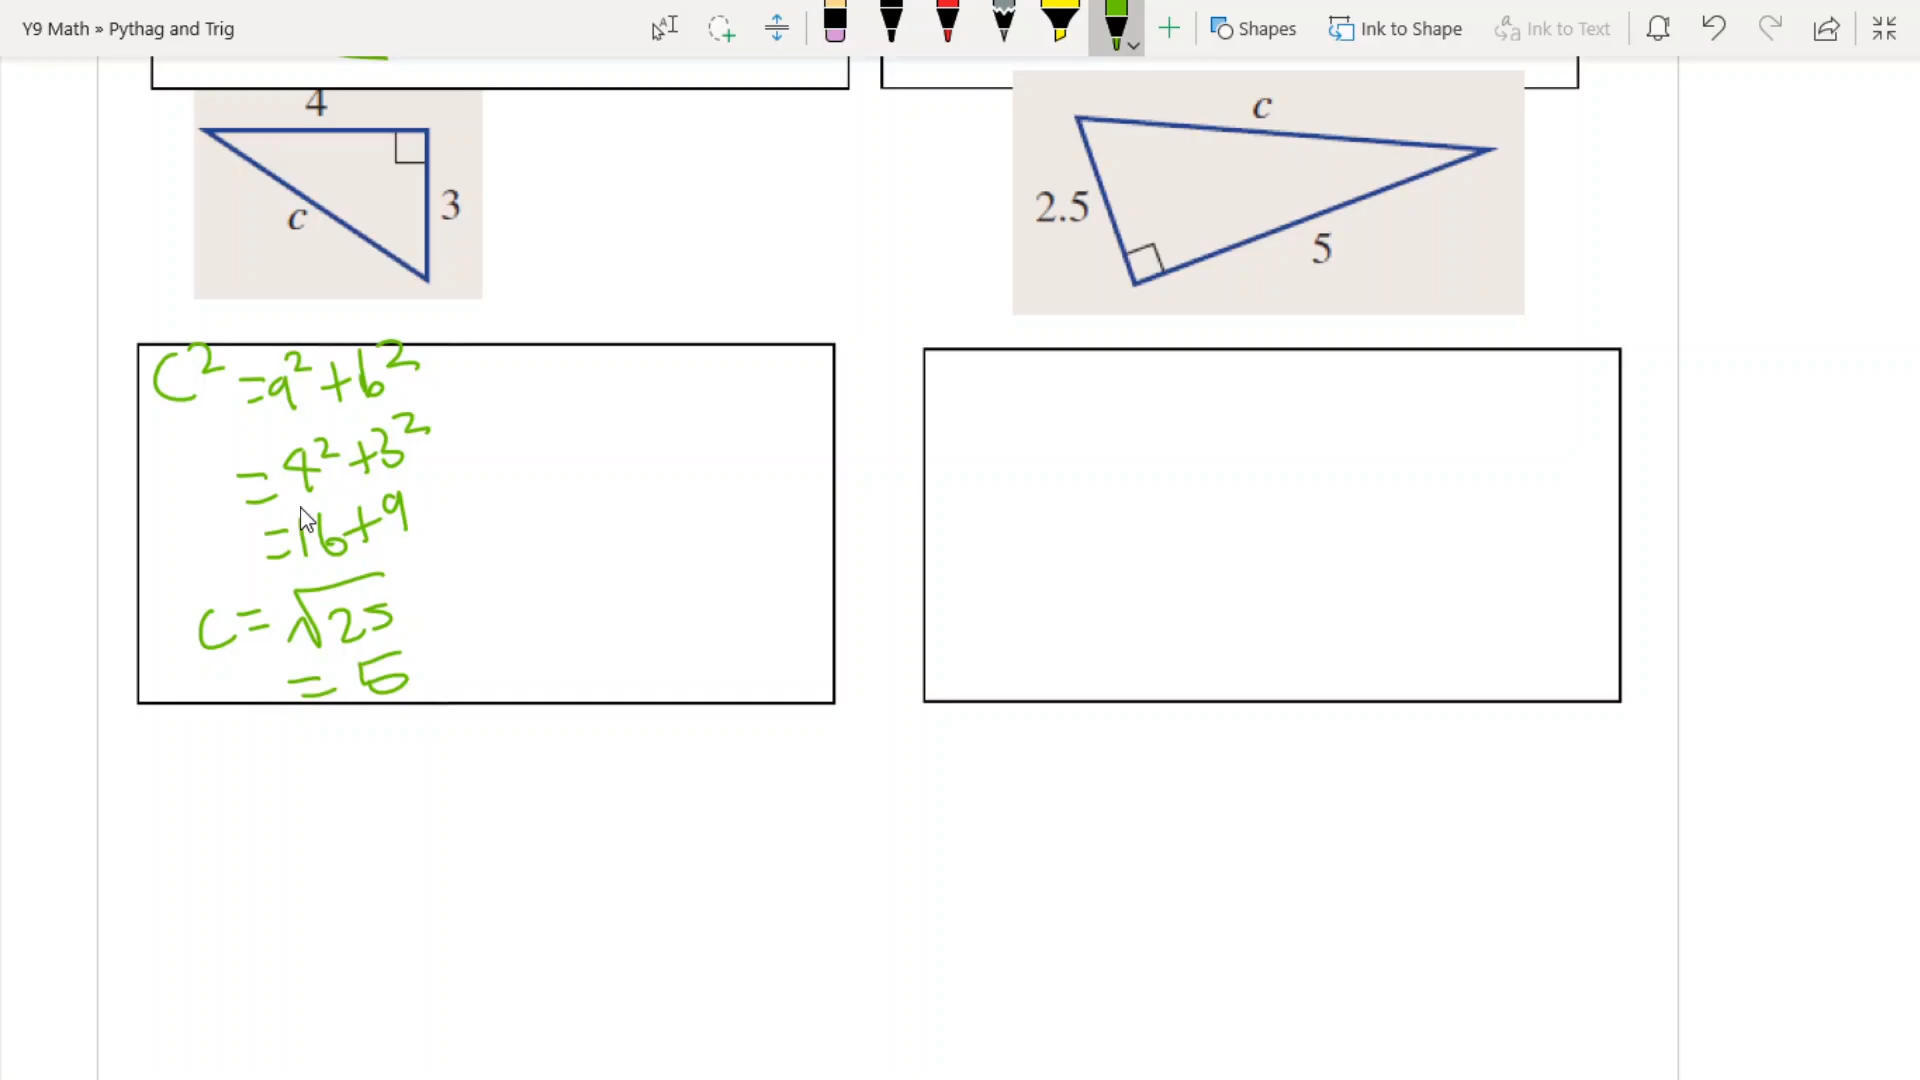 Y9 Math » Pythag and Trig
Shapes
Ink to Shape
Ink to Text
4
3
c
c
2.5
5
C² = a² + b²
= 4² + 3²
= 16 + 9
c = √25
= 5